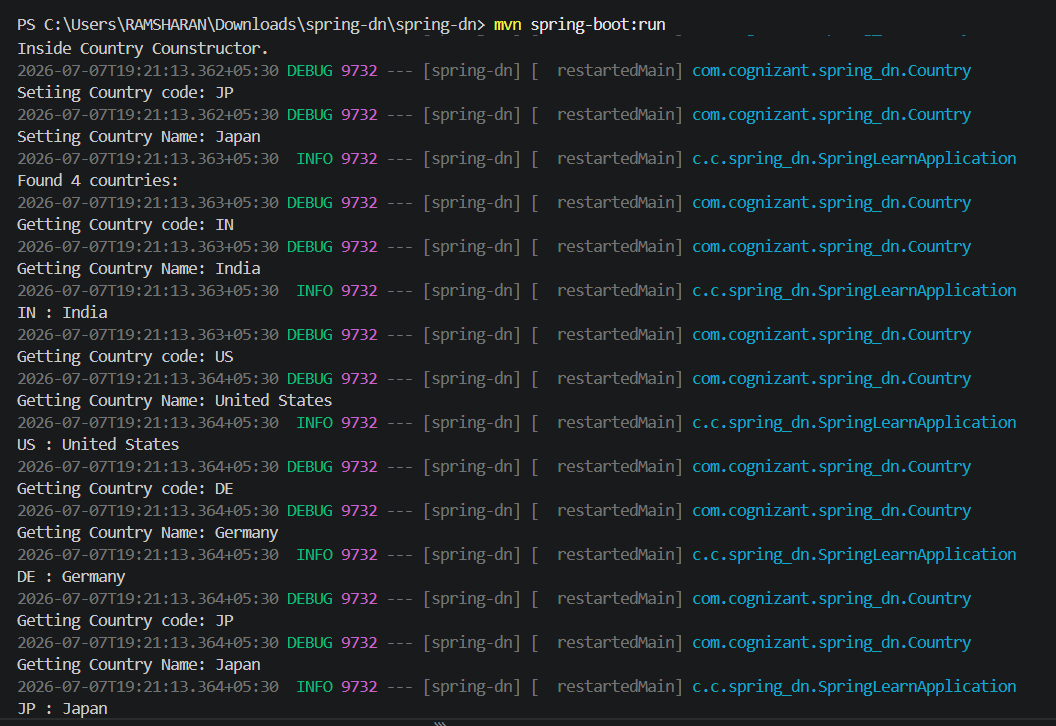 PS C:\Users\RAMSHARAN\Downloads\spring-dn\spring-dn> mvn spring-boot:run
Inside Country Counstructor.
2026-07-07T19:21:13.362+05:30 DEBUG 9732 --- [spring-dn] [  restartedMain] com.cognizant.spring_dn.Country
Setiing Country code: JP
2026-07-07T19:21:13.362+05:30 DEBUG 9732 --- [spring-dn] [  restartedMain] com.cognizant.spring_dn.Country
Setting Country Name: Japan
2026-07-07T19:21:13.363+05:30  INFO 9732 --- [spring-dn] [  restartedMain] c.c.spring_dn.SpringLearnApplication
Found 4 countries:
2026-07-07T19:21:13.363+05:30 DEBUG 9732 --- [spring-dn] [  restartedMain] com.cognizant.spring_dn.Country
Getting Country code: IN
2026-07-07T19:21:13.363+05:30 DEBUG 9732 --- [spring-dn] [  restartedMain] com.cognizant.spring_dn.Country
Getting Country Name: India
2026-07-07T19:21:13.363+05:30  INFO 9732 --- [spring-dn] [  restartedMain] c.c.spring_dn.SpringLearnApplication
IN : India
2026-07-07T19:21:13.363+05:30 DEBUG 9732 --- [spring-dn] [  restartedMain] com.cognizant.spring_dn.Country
Getting Country code: US
2026-07-07T19:21:13.364+05:30 DEBUG 9732 --- [spring-dn] [  restartedMain] com.cognizant.spring_dn.Country
Getting Country Name: United States
2026-07-07T19:21:13.364+05:30  INFO 9732 --- [spring-dn] [  restartedMain] c.c.spring_dn.SpringLearnApplication
US : United States
2026-07-07T19:21:13.364+05:30 DEBUG 9732 --- [spring-dn] [  restartedMain] com.cognizant.spring_dn.Country
Getting Country code: DE
2026-07-07T19:21:13.364+05:30 DEBUG 9732 --- [spring-dn] [  restartedMain] com.cognizant.spring_dn.Country
Getting Country Name: Germany
2026-07-07T19:21:13.364+05:30  INFO 9732 --- [spring-dn] [  restartedMain] c.c.spring_dn.SpringLearnApplication
DE : Germany
2026-07-07T19:21:13.364+05:30 DEBUG 9732 --- [spring-dn] [  restartedMain] com.cognizant.spring_dn.Country
Getting Country code: JP
2026-07-07T19:21:13.364+05:30 DEBUG 9732 --- [spring-dn] [  restartedMain] com.cognizant.spring_dn.Country
Getting Country Name: Japan
2026-07-07T19:21:13.364+05:30  INFO 9732 --- [spring-dn] [  restartedMain] c.c.spring_dn.SpringLearnApplication
JP : Japan